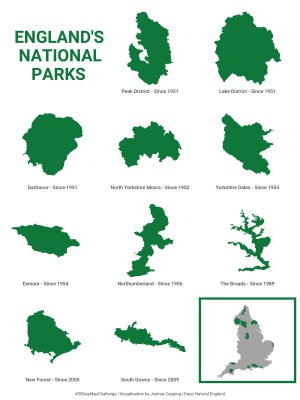 ENGLAND'S
NATIONAL
PARKS
Peak District - Since 1951
Lake District - Since 1951
Dartmoor - Since 1951
North Yorkshire Moors - Since 1952
Yorkshire Dales - Since 1954
Exmoor - Since 1954
Northumberland - Since 1956
The Broads - Since 1989
New Forest - Since 2005
South Downs - Since 2009
#30DayMapChallenge | Visualisation by Joshua Copping | Data: Natural England